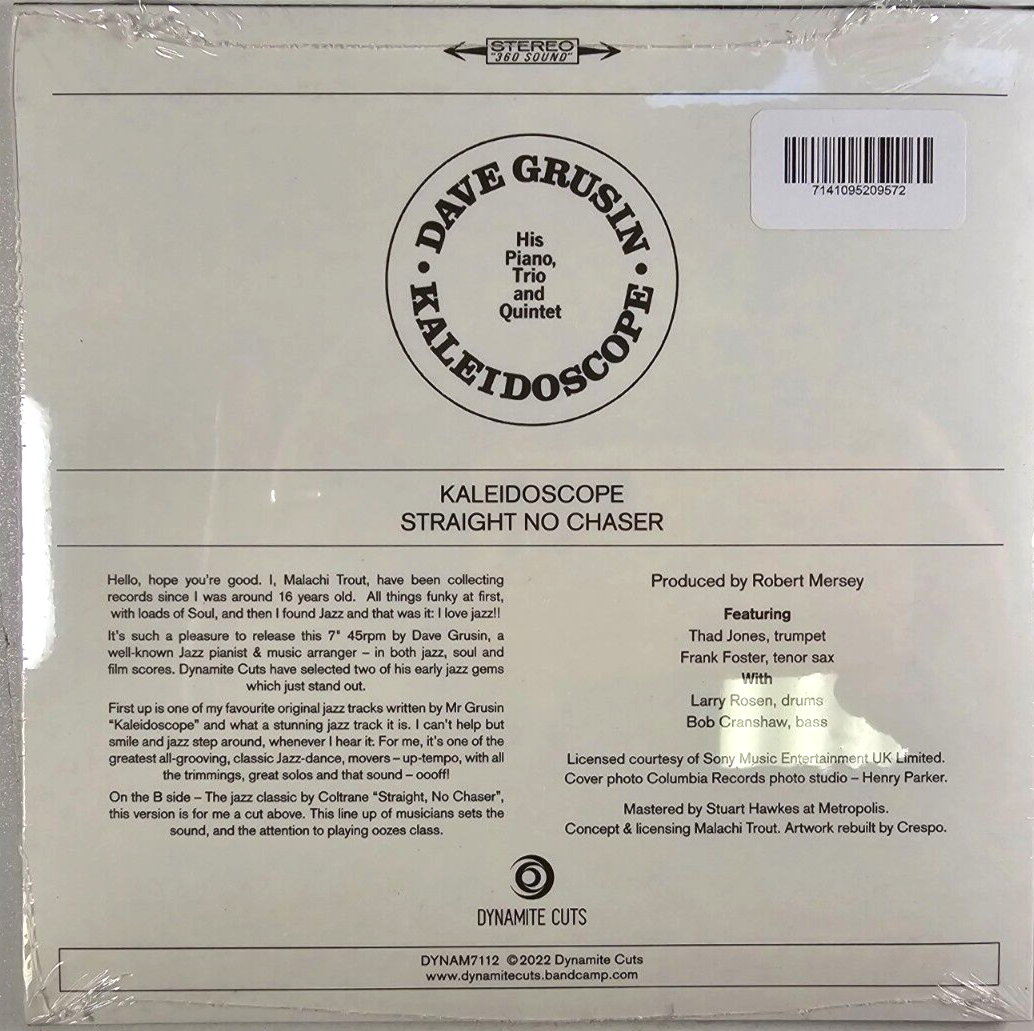 STEREO
"360 SOUND"
7141095209572
DAVE GRUSIN
His
Piano,
Trio
and
Quintet
KALEIDOSCOPE
KALEIDOSCOPE
STRAIGHT NO CHASER
Hello, hope you're good. I, Malachi Trout, have been collecting
records since I was around 16 years old. All things funky at first,
with loads of Soul, and then I found Jazz and that was it: I love jazz!!
It's such a pleasure to release this 7" 45rpm by Dave Grusin, a
well-known Jazz pianist & music arranger – in both jazz, soul and
film scores. Dynamite Cuts have selected two of his early jazz gems
which just stand out.
First up is one of my favourite original jazz tracks written by Mr Grusin
"Kaleidoscope" and what a stunning jazz track it is. I can't help but
smile and jazz step around, whenever I hear it. For me, it's one of the
greatest all-grooving, classic Jazz-dance, movers – up-tempo, with all
the trimmings, great solos and that sound – oooff!
On the B side – The jazz classic by Coltrane "Straight, No Chaser",
this version is for me a cut above. This line up of musicians sets the
sound, and the attention to playing oozes class.
Produced by Robert Mersey
Featuring
Thad Jones, trumpet
Frank Foster, tenor sax
With
Larry Rosen, drums
Bob Cranshaw, bass
Licensed courtesy of Sony Music Entertainment UK Limited.
Cover photo Columbia Records photo studio – Henry Parker.
Mastered by Stuart Hawkes at Metropolis.
Concept & licensing Malachi Trout. Artwork rebuilt by Crespo.
DYNAMITE CUTS
DYNAM7112 ©2022 Dynamite Cuts
www.dynamitecuts.bandcamp.com